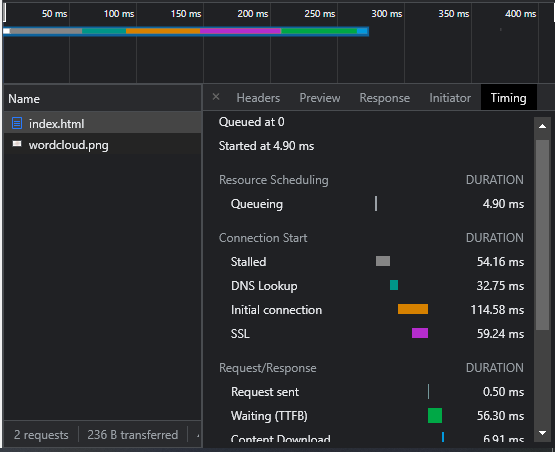 50 ms 100 ms 150 ms 200 ms 250 ms 300 ms 350 ms 400 ms
Name
index.html
wordcloud.png
2 requests 236 B transferred
× Headers Preview Response Initiator Timing
Queued at 0
Started at 4.90 ms
Resource Scheduling DURATION
Queueing 4.90 ms
Connection Start DURATION
Stalled 54.16 ms
DNS Lookup 32.75 ms
Initial connection 114.58 ms
SSL 59.24 ms
Request/Response DURATION
Request sent 0.50 ms
Waiting (TTFB) 56.30 ms
Content Download 6.91 ms